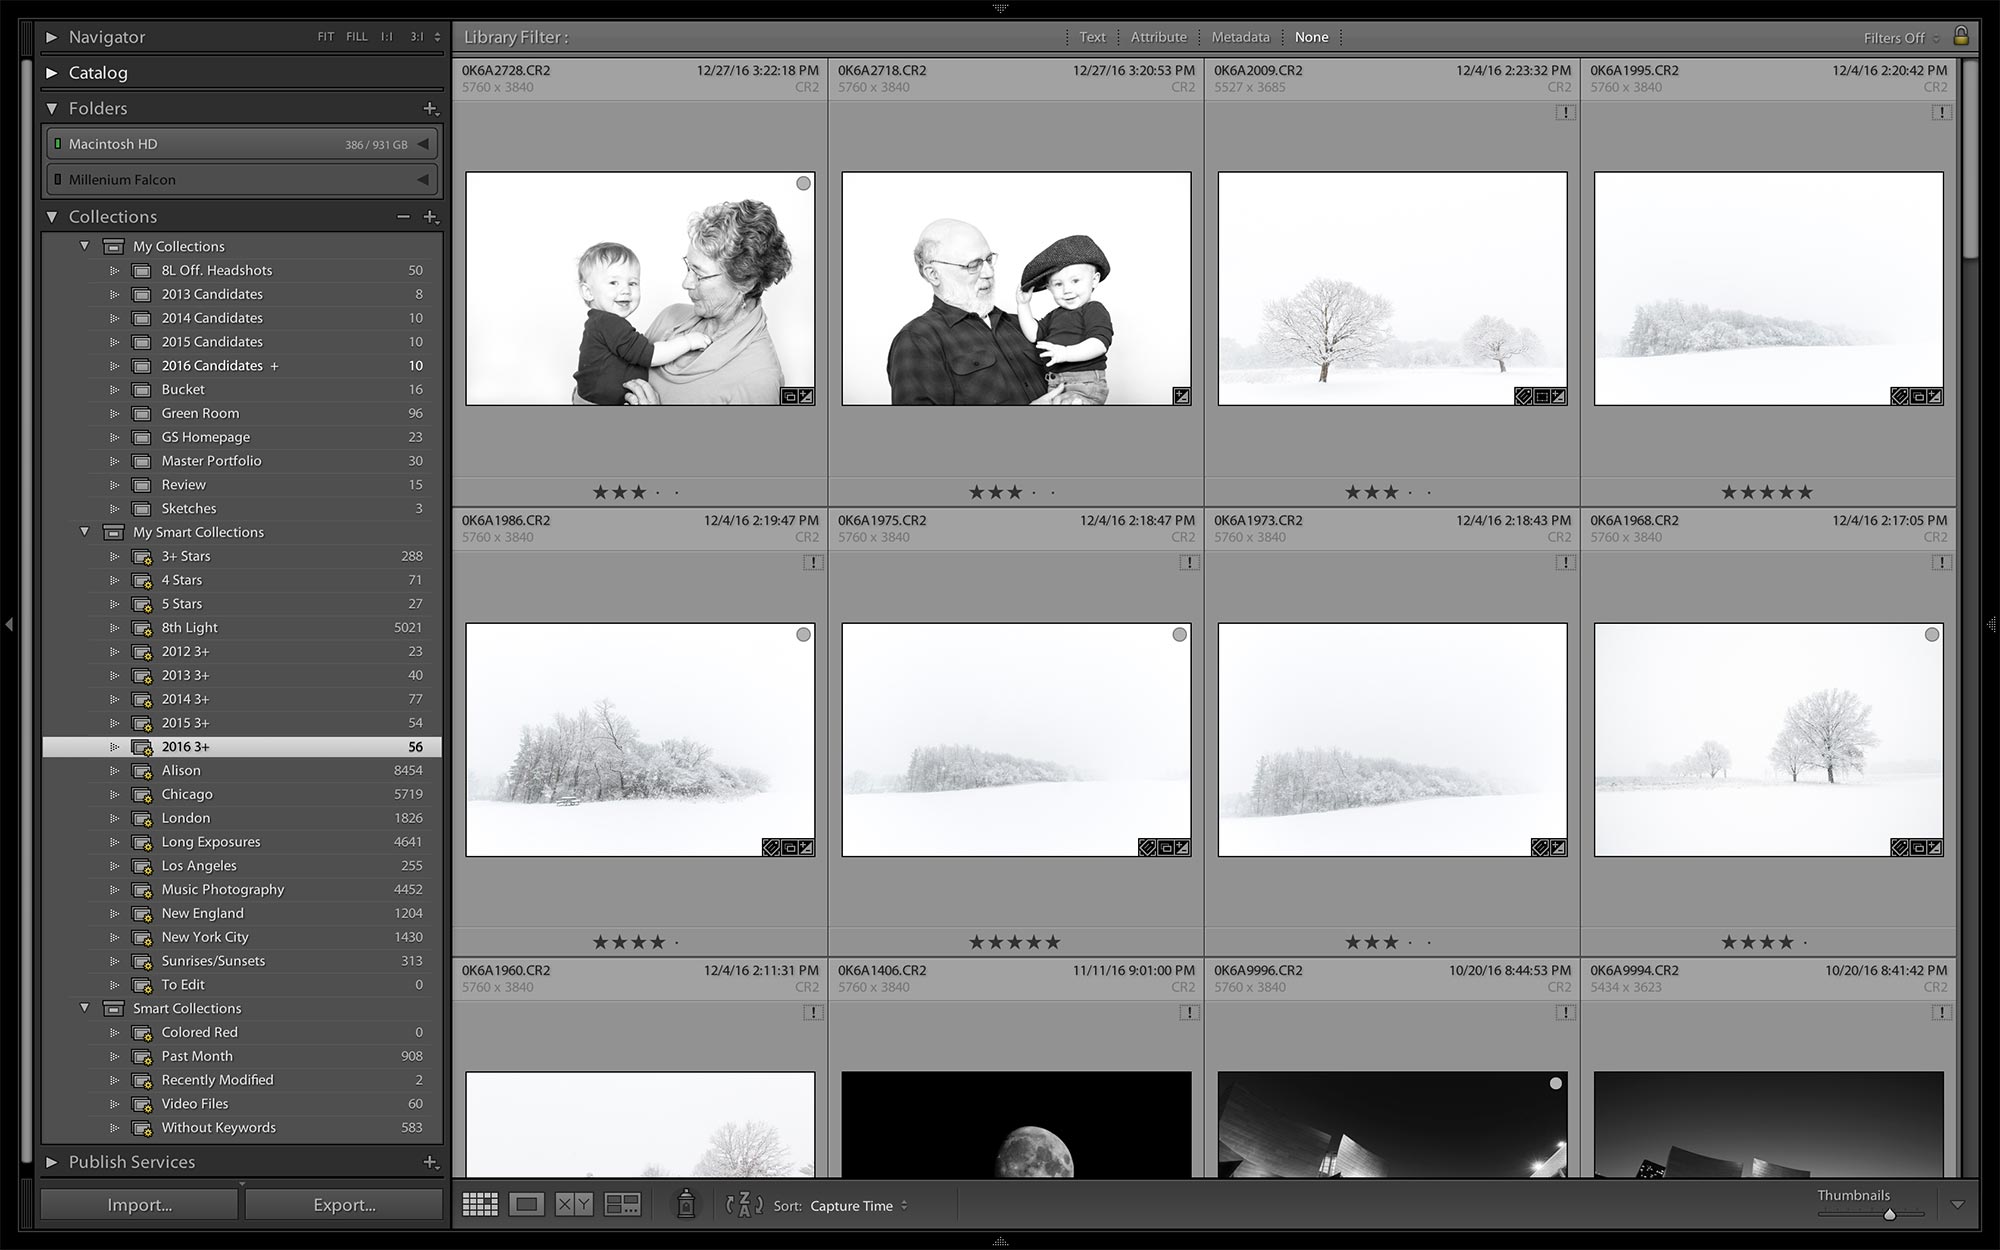 Navigator FIT FILL 1:1 3:1
Catalog
Folders
Macintosh HD 386 / 931 GB
Millenium Falcon
Collections
My Collections
8L Off. Headshots 50
2013 Candidates 8
2014 Candidates 10
2015 Candidates 10
2016 Candidates + 10
Bucket 16
Green Room 96
GS Homepage 23
Master Portfolio 30
Review 15
Sketches 3
My Smart Collections
3+ Stars 288
4 Stars 71
5 Stars 27
8th Light 5021
2012 3+ 23
2013 3+ 40
2014 3+ 77
2015 3+ 54
2016 3+ 56
Alison 8454
Chicago 5719
London 1826
Long Exposures 4641
Los Angeles 255
Music Photography 4452
New England 1204
New York City 1430
Sunrises/Sunsets 313
To Edit 0
Smart Collections
Colored Red 0
Past Month 908
Recently Modified 2
Video Files 60
Without Keywords 583
Publish Services
Import... Export...
Library Filter : Text Attribute Metadata None Filters Off
0K6A2728.CR2 12/27/16 3:22:18 PM
5760 x 3840 CR2
0K6A2718.CR2 12/27/16 3:20:53 PM
5760 x 3840 CR2
0K6A2009.CR2 12/4/16 2:23:32 PM
5527 x 3685 CR2
0K6A1995.CR2 12/4/16 2:20:42 PM
5760 x 3840 CR2
0K6A1986.CR2 12/4/16 2:19:47 PM
5760 x 3840 CR2
0K6A1975.CR2 12/4/16 2:18:47 PM
5760 x 3840 CR2
0K6A1973.CR2 12/4/16 2:18:43 PM
5760 x 3840 CR2
0K6A1968.CR2 12/4/16 2:17:05 PM
5760 x 3840 CR2
0K6A1960.CR2 12/4/16 2:11:31 PM
5760 x 3840 CR2
0K6A1406.CR2 11/11/16 9:01:00 PM
5760 x 3840 CR2
0K6A9996.CR2 10/20/16 8:44:53 PM
5760 x 3840 CR2
0K6A9994.CR2 10/20/16 8:41:42 PM
5434 x 3623 CR2
X Y Z A Sort: Capture Time Thumbnails